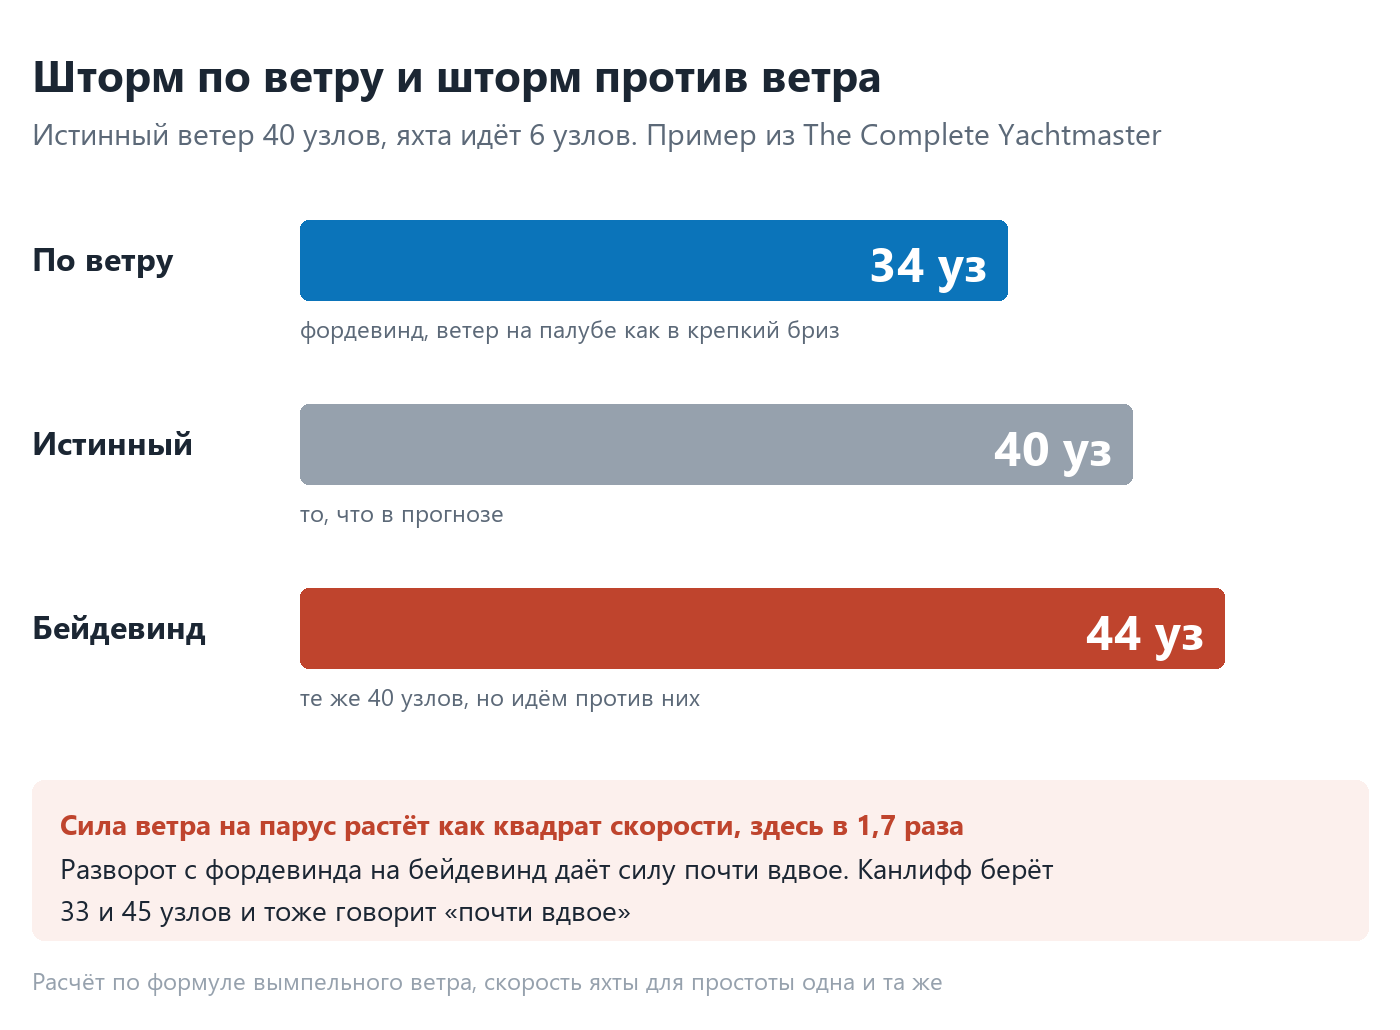 Шторм по ветру и шторм против ветра
Истинный ветер 40 узлов, яхта идёт 6 узлов. Пример из The Complete Yachtmaster
По ветру
34 уз
фордевинд, ветер на палубе как в крепкий бриз
Истинный
40 уз
то, что в прогнозе
Бейдевинд
44 уз
те же 40 узлов, но идём против них
Сила ветра на парус растёт как квадрат скорости, здесь в 1,7 раза
Разворот с фордевинда на бейдевинд даёт силу почти вдвое. Канлифф берёт
33 и 45 узлов и тоже говорит «почти вдвое»
Расчёт по формуле вымпельного ветра, скорость яхты для простоты одна и та же